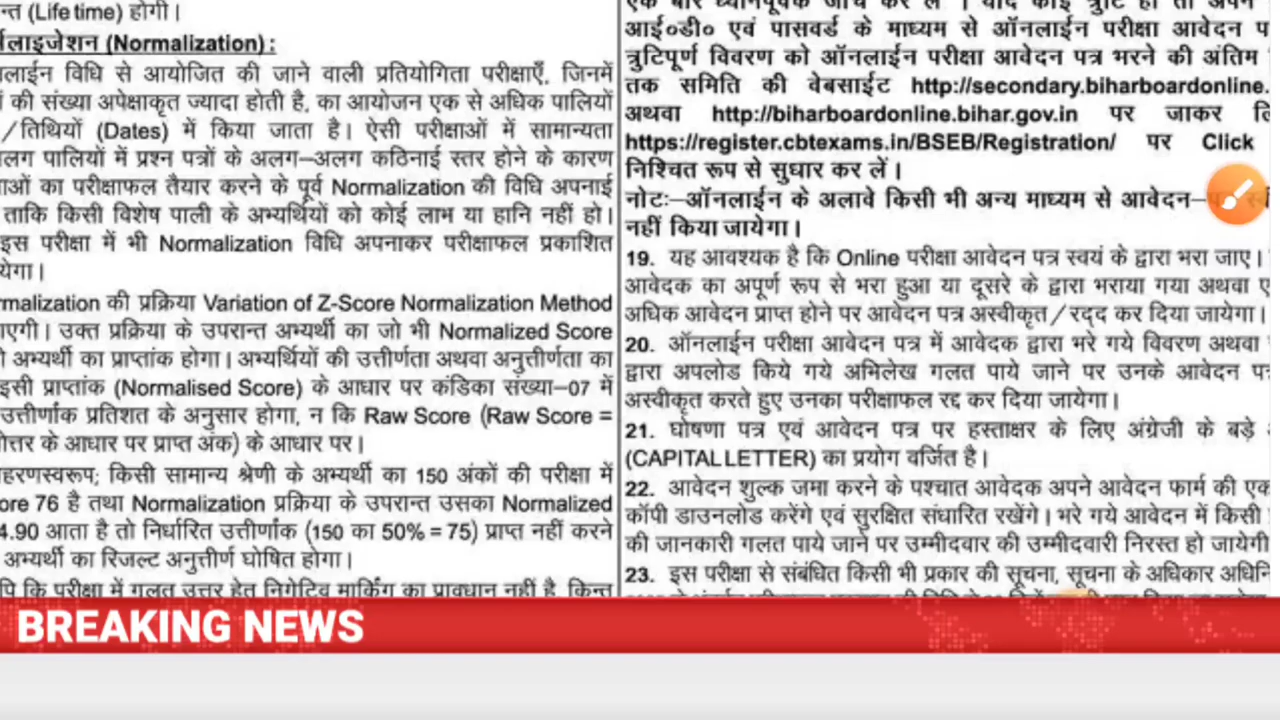 न्त (Life time) होगी।
र्मलाइजेशन (Normalization) :
लाईन विधि से आयोजित की जाने वाली प्रतियोगिता परीक्षाएँ, जिनमें
की संख्या अपेक्षाकृत ज्यादा होती है, का आयोजन एक से अधिक पालियों
/तिथियों (Dates) में किया जाता है। ऐसी परीक्षाओं में सामान्यता
लग पालियों में प्रश्न पत्रों के अलग–अलग कठिनाई स्तर होने के कारण
ाओं का परीक्षाफल तैयार करने के पूर्व Normalization की विधि अपनाई
ताकि किसी विशेष पाली के अभ्यर्थियों को कोई लाभ या हानि नहीं हो।
इस परीक्षा में भी Normalization विधि अपनाकर परीक्षाफल प्रकाशित
येगा।
rmalization की प्रक्रिया Variation of Z-Score Normalization Method
ाएगी। उक्त प्रक्रिया के उपरान्त अभ्यर्थी का जो भी Normalized Score
अभ्यर्थी का प्राप्तांक होगा। अभ्यर्थियों की उत्तीर्णता अथवा अनुत्तीर्णता का
इसी प्राप्तांक (Normalised Score) के आधार पर कंडिका संख्या–07 में
उत्तीर्णांक प्रतिशत के अनुसार होगा, न कि Raw Score (Raw Score =
ोत्तर के आधार पर प्राप्त अंक) के आधार पर।
हरणस्वरूप; किसी सामान्य श्रेणी के अभ्यर्थी का 150 अंकों की परीक्षा में
ore 76 है तथा Normalization प्रक्रिया के उपरान्त उसका Normalized
4.90 आता है तो निर्धारित उत्तीर्णांक (150 का 50% = 75) प्राप्त नहीं करने
अभ्यर्थी का रिजल्ट अनुत्तीर्ण घोषित होगा।
पि कि परीक्षा में गलत उत्तर हेतु निगेटिव मार्किंग का प्रावधान नहीं है, किन्तु
एक बार ध्यानपूर्वक जाँच कर लें । यदि कोई त्रुटि हो तो अपने
आई०डी० एवं पासवर्ड के माध्यम से ऑनलाईन परीक्षा आवेदन प
त्रुटिपूर्ण विवरण को ऑनलाईन परीक्षा आवेदन पत्र भरने की अंतिम
तक समिति की वेबसाईट http://secondary.biharboardonline.
अथवा http://biharboardonline.bihar.gov.in पर जाकर लि
https://register.cbtexams.in/BSEB/Registration/ पर Click
निश्चित रूप से सुधार कर लें।
नोटः–ऑनलाईन के अलावे किसी भी अन्य माध्यम से आवेदन–
नहीं किया जायेगा।
19. यह आवश्यक है कि Online परीक्षा आवेदन पत्र स्वयं के द्वारा भरा जाए।
आवेदक का अपूर्ण रूप से भरा हुआ या दूसरे के द्वारा भराया गया अथवा ए
अधिक आवेदन प्राप्त होने पर आवेदन पत्र अस्वीकृत/रद्द कर दिया जायेगा।
20. ऑनलाईन परीक्षा आवेदन पत्र में आवेदक द्वारा भरे गये विवरण अथवा
द्वारा अपलोड किये गये अभिलेख गलत पाये जाने पर उनके आवेदन पत्र
अस्वीकृत करते हुए उनका परीक्षाफल रद्द कर दिया जायेगा।
21. घोषणा पत्र एवं आवेदन पत्र पर हस्ताक्षर के लिए अंग्रेजी के बड़े
(CAPITAL LETTER) का प्रयोग वर्जित है।
22. आवेदन शुल्क जमा करने के पश्चात आवेदक अपने आवेदन फार्म की एक
कॉपी डाउनलोड करेंगे एवं सुरक्षित संधारित रखेंगे। भरे गये आवेदन में किसी
की जानकारी गलत पाये जाने पर उम्मीदवार की उम्मीदवारी निरस्त हो जायेगी
23. इस परीक्षा से संबंधित किसी भी प्रकार की सूचना, सूचना के अधिकार अधिनि
BREAKING NEWS